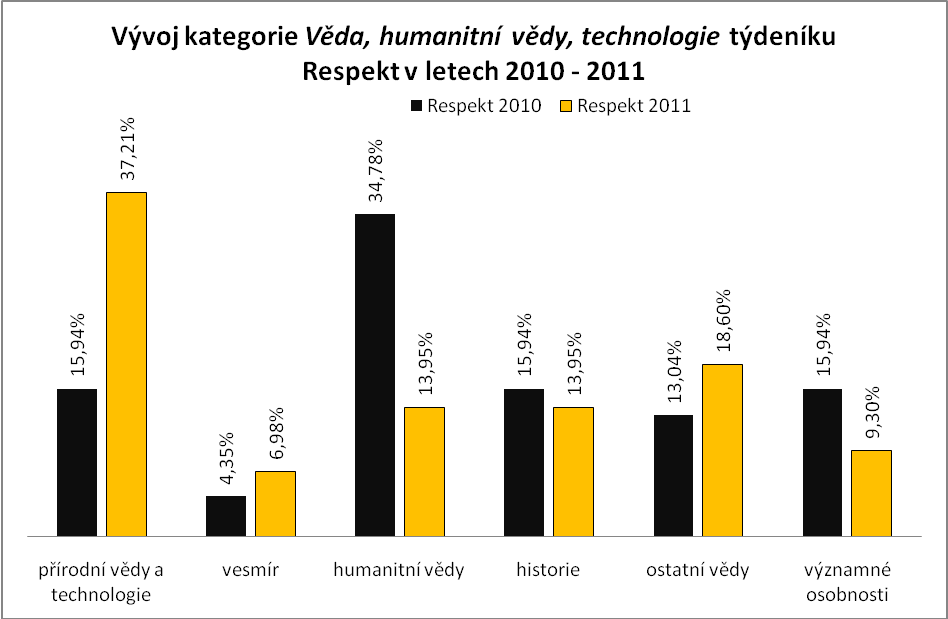 Vývoj kategorie Věda, humanitní vědy, technologie týdeníku
Respekt v letech 2010 - 2011
Respekt 2010 Respekt 2011
15,94% 37,21% 4,35% 6,98% 34,78% 13,95% 15,94% 13,95% 13,04% 18,60% 15,94% 9,30%
přírodní vědy a technologie
vesmír
humanitní vědy
historie
ostatní vědy
významné osobnosti